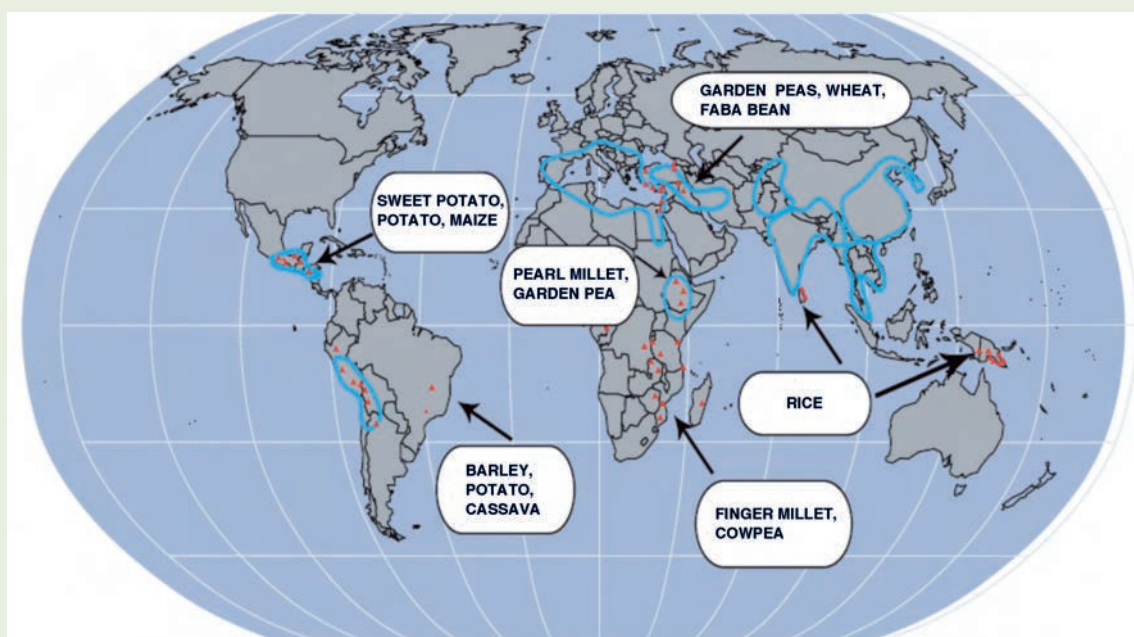 GARDEN PEAS, WHEAT,
FABA BEAN
SWEET POTATO,
POTATO, MAIZE
PEARL MILLET,
GARDEN PEA
RICE
BARLEY,
POTATO,
CASSAVA
FINGER MILLET,
COWPEA